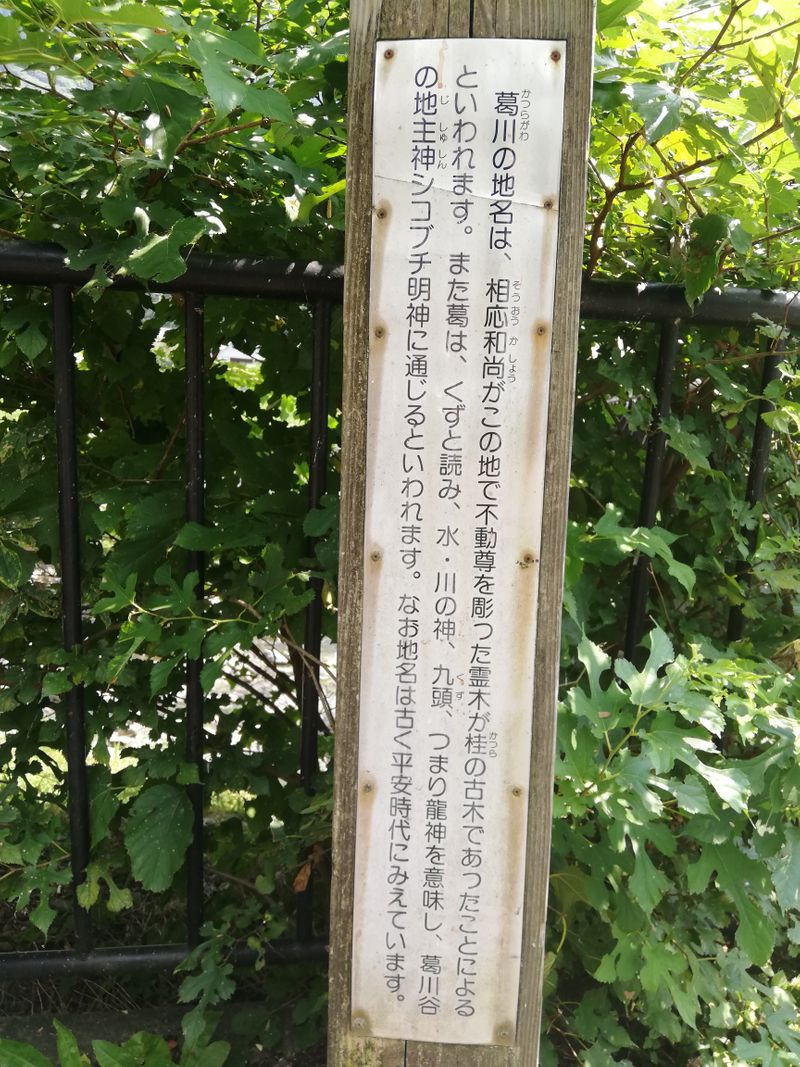 葛川の地名は、相応和尚がこの地で不動尊を彫つた霊木が桂の古木であつたことによる
といわれます。また葛は、くずと読み、水・川の神、九頭、つまり龍神を意味し、葛川谷
の地主神シコブチ明神に通じるといわれます。なお地名は古く平安時代にみえています。